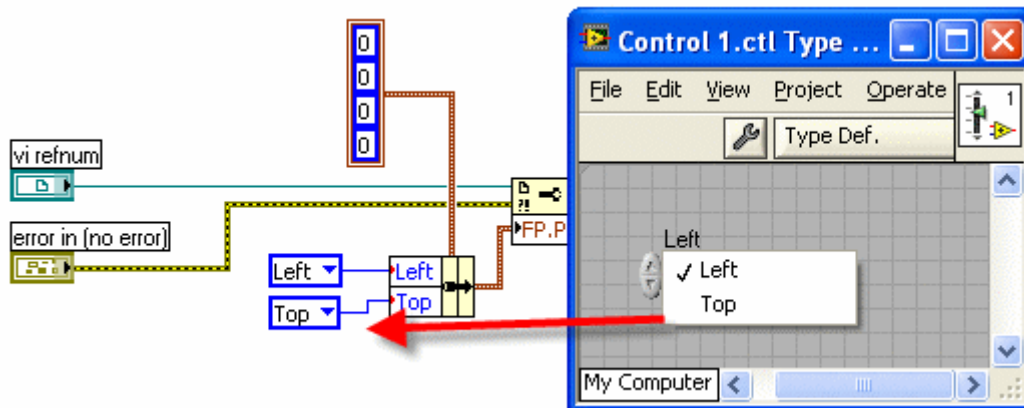 0
0
0
0
vi refnum
error in (no error)
?!
FP.P
Left
Left
Top
Top
Control 1.ctl Type ...
File Edit View Project Operate
1
Type Def.
Left
Left
Top
My Computer